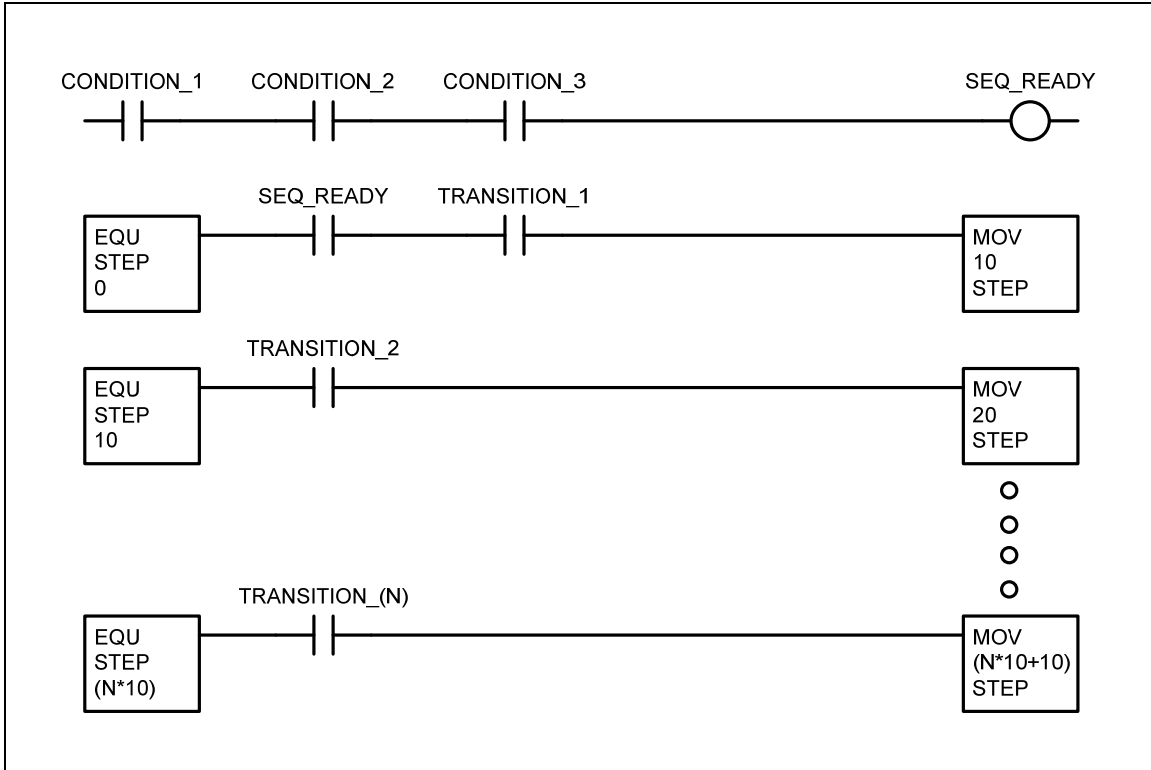 CONDITION_1 CONDITION_2 CONDITION_3 SEQ_READY
SEQ_READY TRANSITION_1
EQU
STEP
0
MOV
10
STEP
TRANSITION_2
EQU
STEP
10
MOV
20
STEP
TRANSITION_(N)
EQU
STEP
(N*10)
MOV
(N*10+10)
STEP